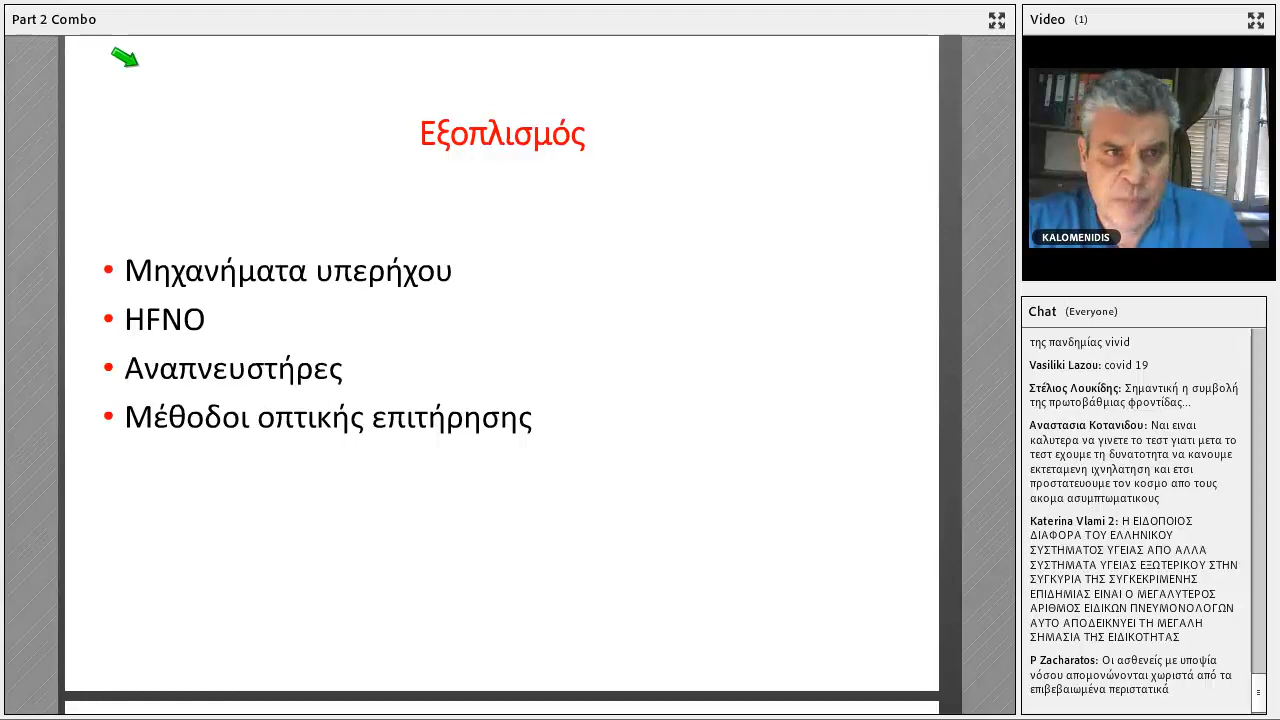 Part 2 Combo
Εξοπλισμός
• Μηχανήματα υπερήχου
• HFNO
• Αναπνευστήρες
• Μέθοδοι οπτικής επιτήρησης
Video (1)
KALOMENIDIS
Chat (Everyone)
της πανδημίας vivid
Vasiliki Lazou: covid 19
Στέλιος Λουκίδης: Σημαντική η συμβολή
της πρωτοβάθμιας φροντίδας...
Αναστασια Κοτανιδου: Ναι ειναι
καλυτερα να γινετε το τεστ γιατι μετα το
τεστ εχουμε τη δυνατοτητα να κανουμε
εκτεταμενη ιχνηλατηση και ετσι
προστατευουμε τον κοσμο απο τους
ακομα ασυμπτωματικους
Katerina Vlami 2: Η ΕΙΔΟΠΟΙΟΣ
ΔΙΑΦΟΡΑ ΤΟΥ ΕΛΛΗΝΙΚΟΥ
ΣΥΣΤΗΜΑΤΟΣ ΥΓΕΙΑΣ ΑΠΟ ΑΛΛΑ
ΣΥΣΤΗΜΑΤΑ ΥΓΕΙΑΣ ΕΞΩΤΕΡΙΚΟΥ ΣΤΗΝ
ΣΥΓΚΥΡΙΑ ΤΗΣ ΣΥΓΚΕΚΡΙΜΕΝΗΣ
ΕΠΙΔΗΜΙΑΣ ΕΙΝΑΙ Ο ΜΕΓΑΛΥΤΕΡΟΣ
ΑΡΙΘΜΟΣ ΕΙΔΙΚΩΝ ΠΝΕΥΜΟΝΟΛΟΓΩΝ
ΑΥΤΟ ΑΠΟΔΕΙΚΝΥΕΙ ΤΗ ΜΕΓΑΛΗ
ΣΗΜΑΣΙΑ ΤΗΣ ΕΙΔΙΚΟΤΗΤΑΣ
P Zacharatos: Οι ασθενείς με υποψία
νόσου απομονώνονται χωριστά από τα
επιβεβαιωμένα περιστατικά